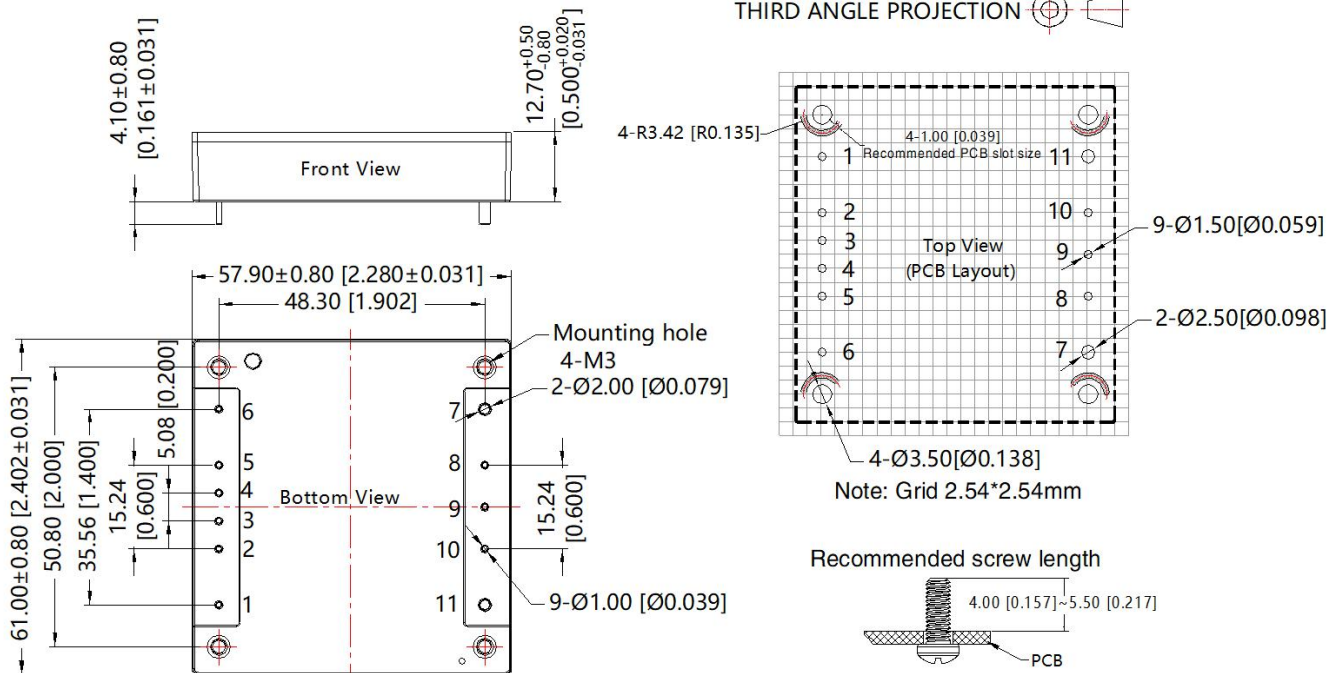 THIRD ANGLE PROJECTION
4.10±0.80
[0.161±0.031]
12.70+0.50 -0.80
[0.500+0.020 -0.031]
Front View
4-R3.42 [R0.135]
4-1.00 [0.039]
Recommended PCB slot size
1
11
2
10
3
9
4
5
8
6
7
Top View
(PCB Layout)
9-Ø1.50[Ø0.059]
2-Ø2.50[Ø0.098]
4-Ø3.50[Ø0.138]
Note: Grid 2.54*2.54mm
57.90±0.80 [2.280±0.031]
48.30 [1.902]
Mounting hole
4-M3
2-Ø2.00 [Ø0.079]
61.00±0.80 [2.402±0.031]
50.80 [2.000]
35.56 [1.400]
15.24
[0.600]
5.08 [0.200]
6
7
5
8
4
Bottom View
9
3
2
10
1
11
15.24
[0.600]
9-Ø1.00 [Ø0.039]
Recommended screw length
4.00 [0.157]~5.50 [0.217]
PCB